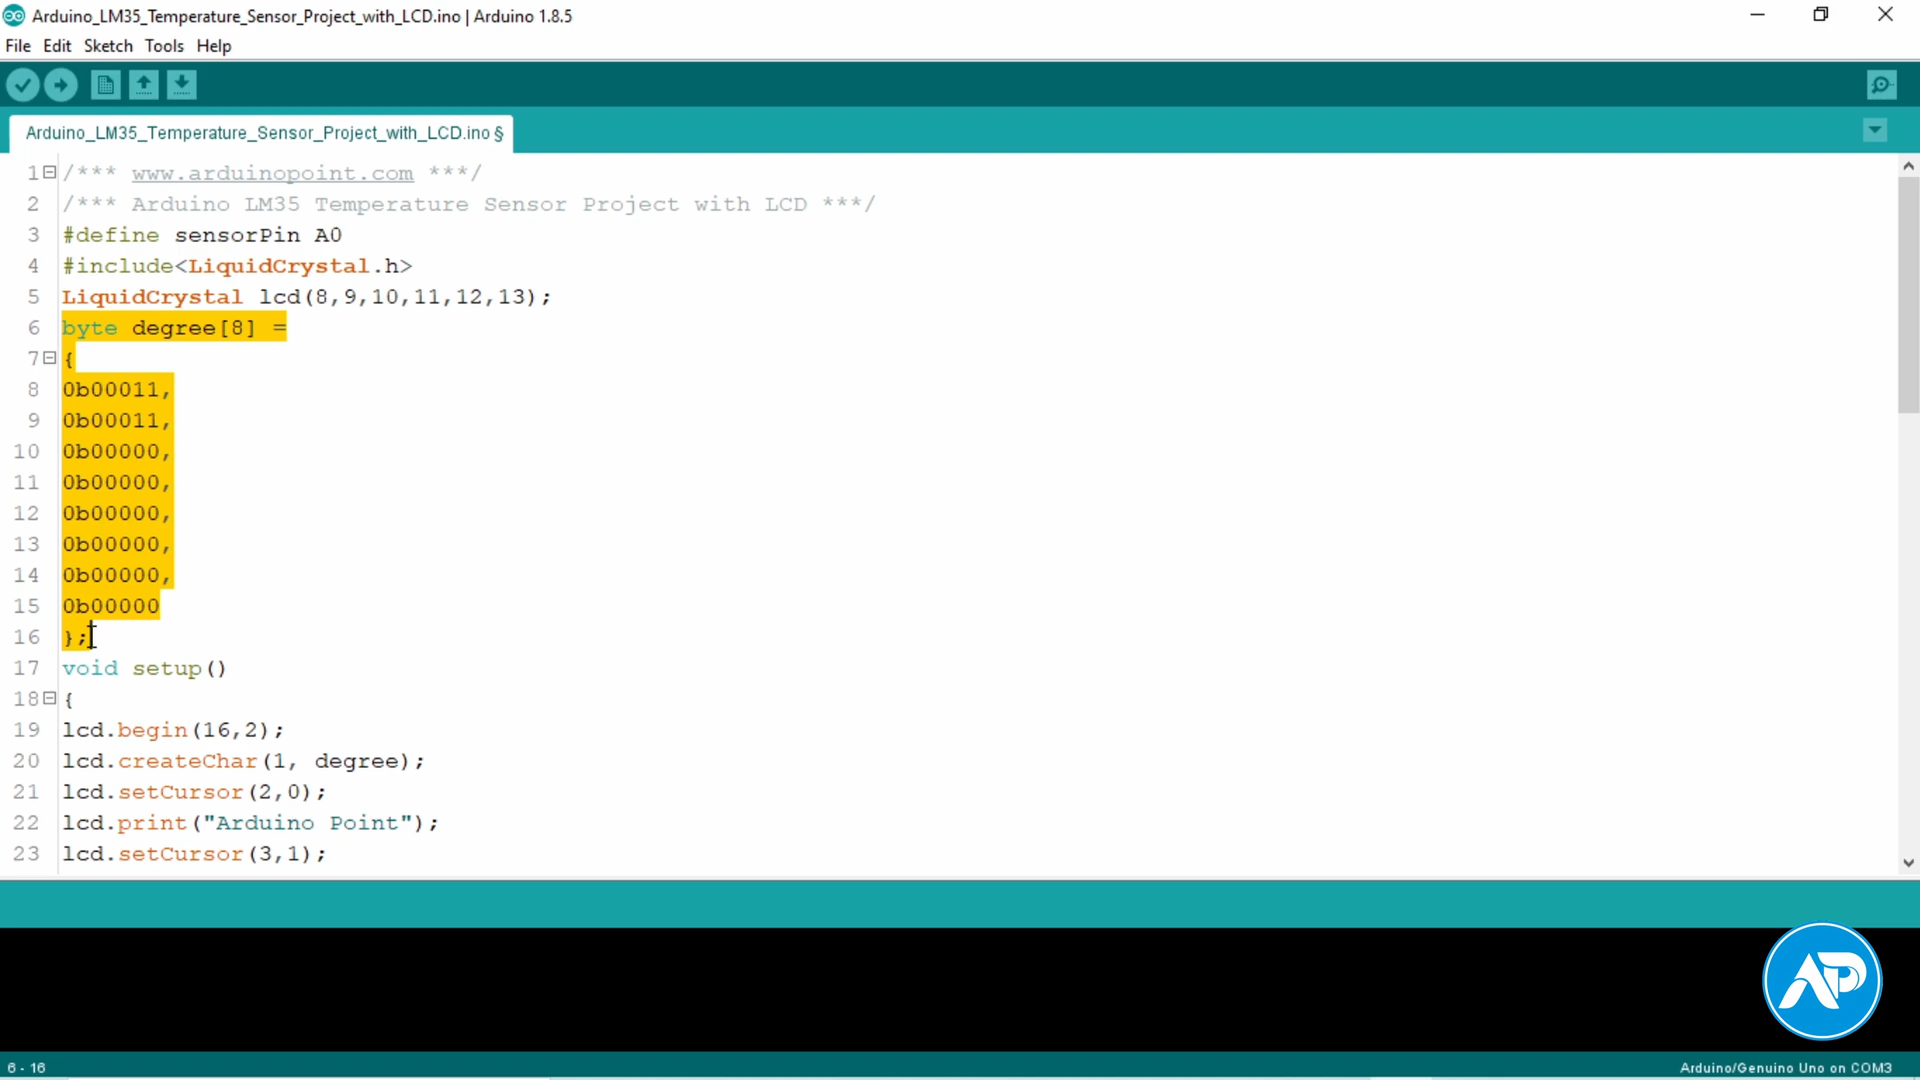 Arduino_LM35_Temperature_Sensor_Project_with_LCD.ino | Arduino 1.8.5
File Edit Sketch Tools Help
Arduino_LM35_Temperature_Sensor_Project_with_LCD.ino §
1 /*** www.arduinopoint.com ***/
2 /*** Arduino LM35 Temperature Sensor Project with LCD ***/
3 #define sensorPin A0
4 #include<LiquidCrystal.h>
5 LiquidCrystal lcd(8,9,10,11,12,13);
6 byte degree[8] =
7 {
8 0b00011,
9 0b00011,
10 0b00000,
11 0b00000,
12 0b00000,
13 0b00000,
14 0b00000,
15 0b00000
16 };
17 void setup()
18 {
19 lcd.begin(16,2);
20 lcd.createChar(1, degree);
21 lcd.setCursor(2,0);
22 lcd.print("Arduino Point");
23 lcd.setCursor(3,1);
AP
6 - 16
Arduino/Genuino Uno on COM3